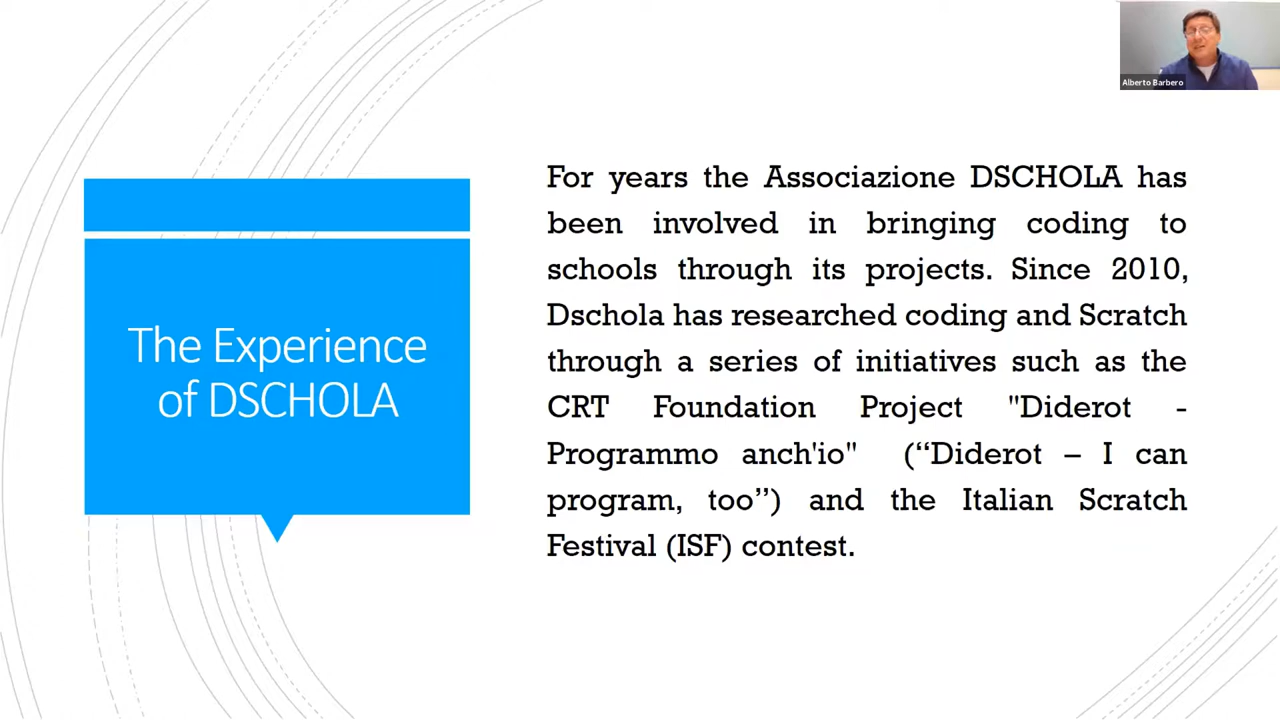 Alberto Barbero
The Experience
of DSCHOLA
For years the Associazione DSCHOLA has
been involved in bringing coding to
schools through its projects. Since 2010,
Dschola has researched coding and Scratch
through a series of initiatives such as the
CRT Foundation Project "Diderot -
Programmo anch'io" (“Diderot – I can
program, too”) and the Italian Scratch
Festival (ISF) contest.